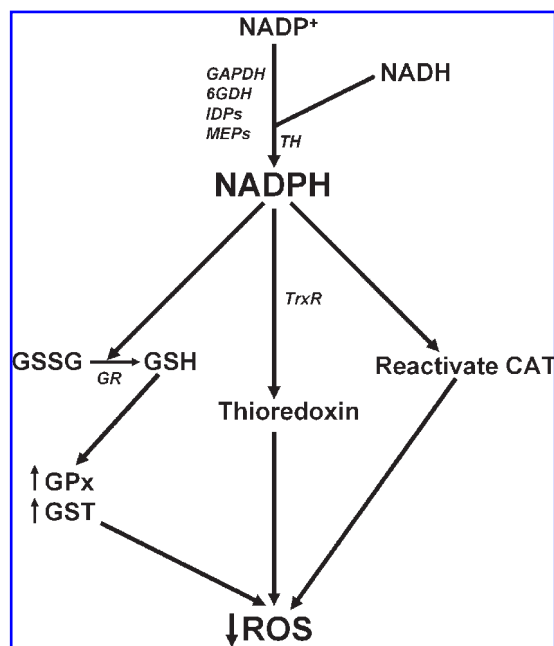 NADP+
GAPDH
6GDH
IDPs
MEPs
NADH
TH
NADPH
TrxR
GSSG
GR
GSH
Reactivate CAT
Thioredoxin
↑GPx
↑GST
↓ROS